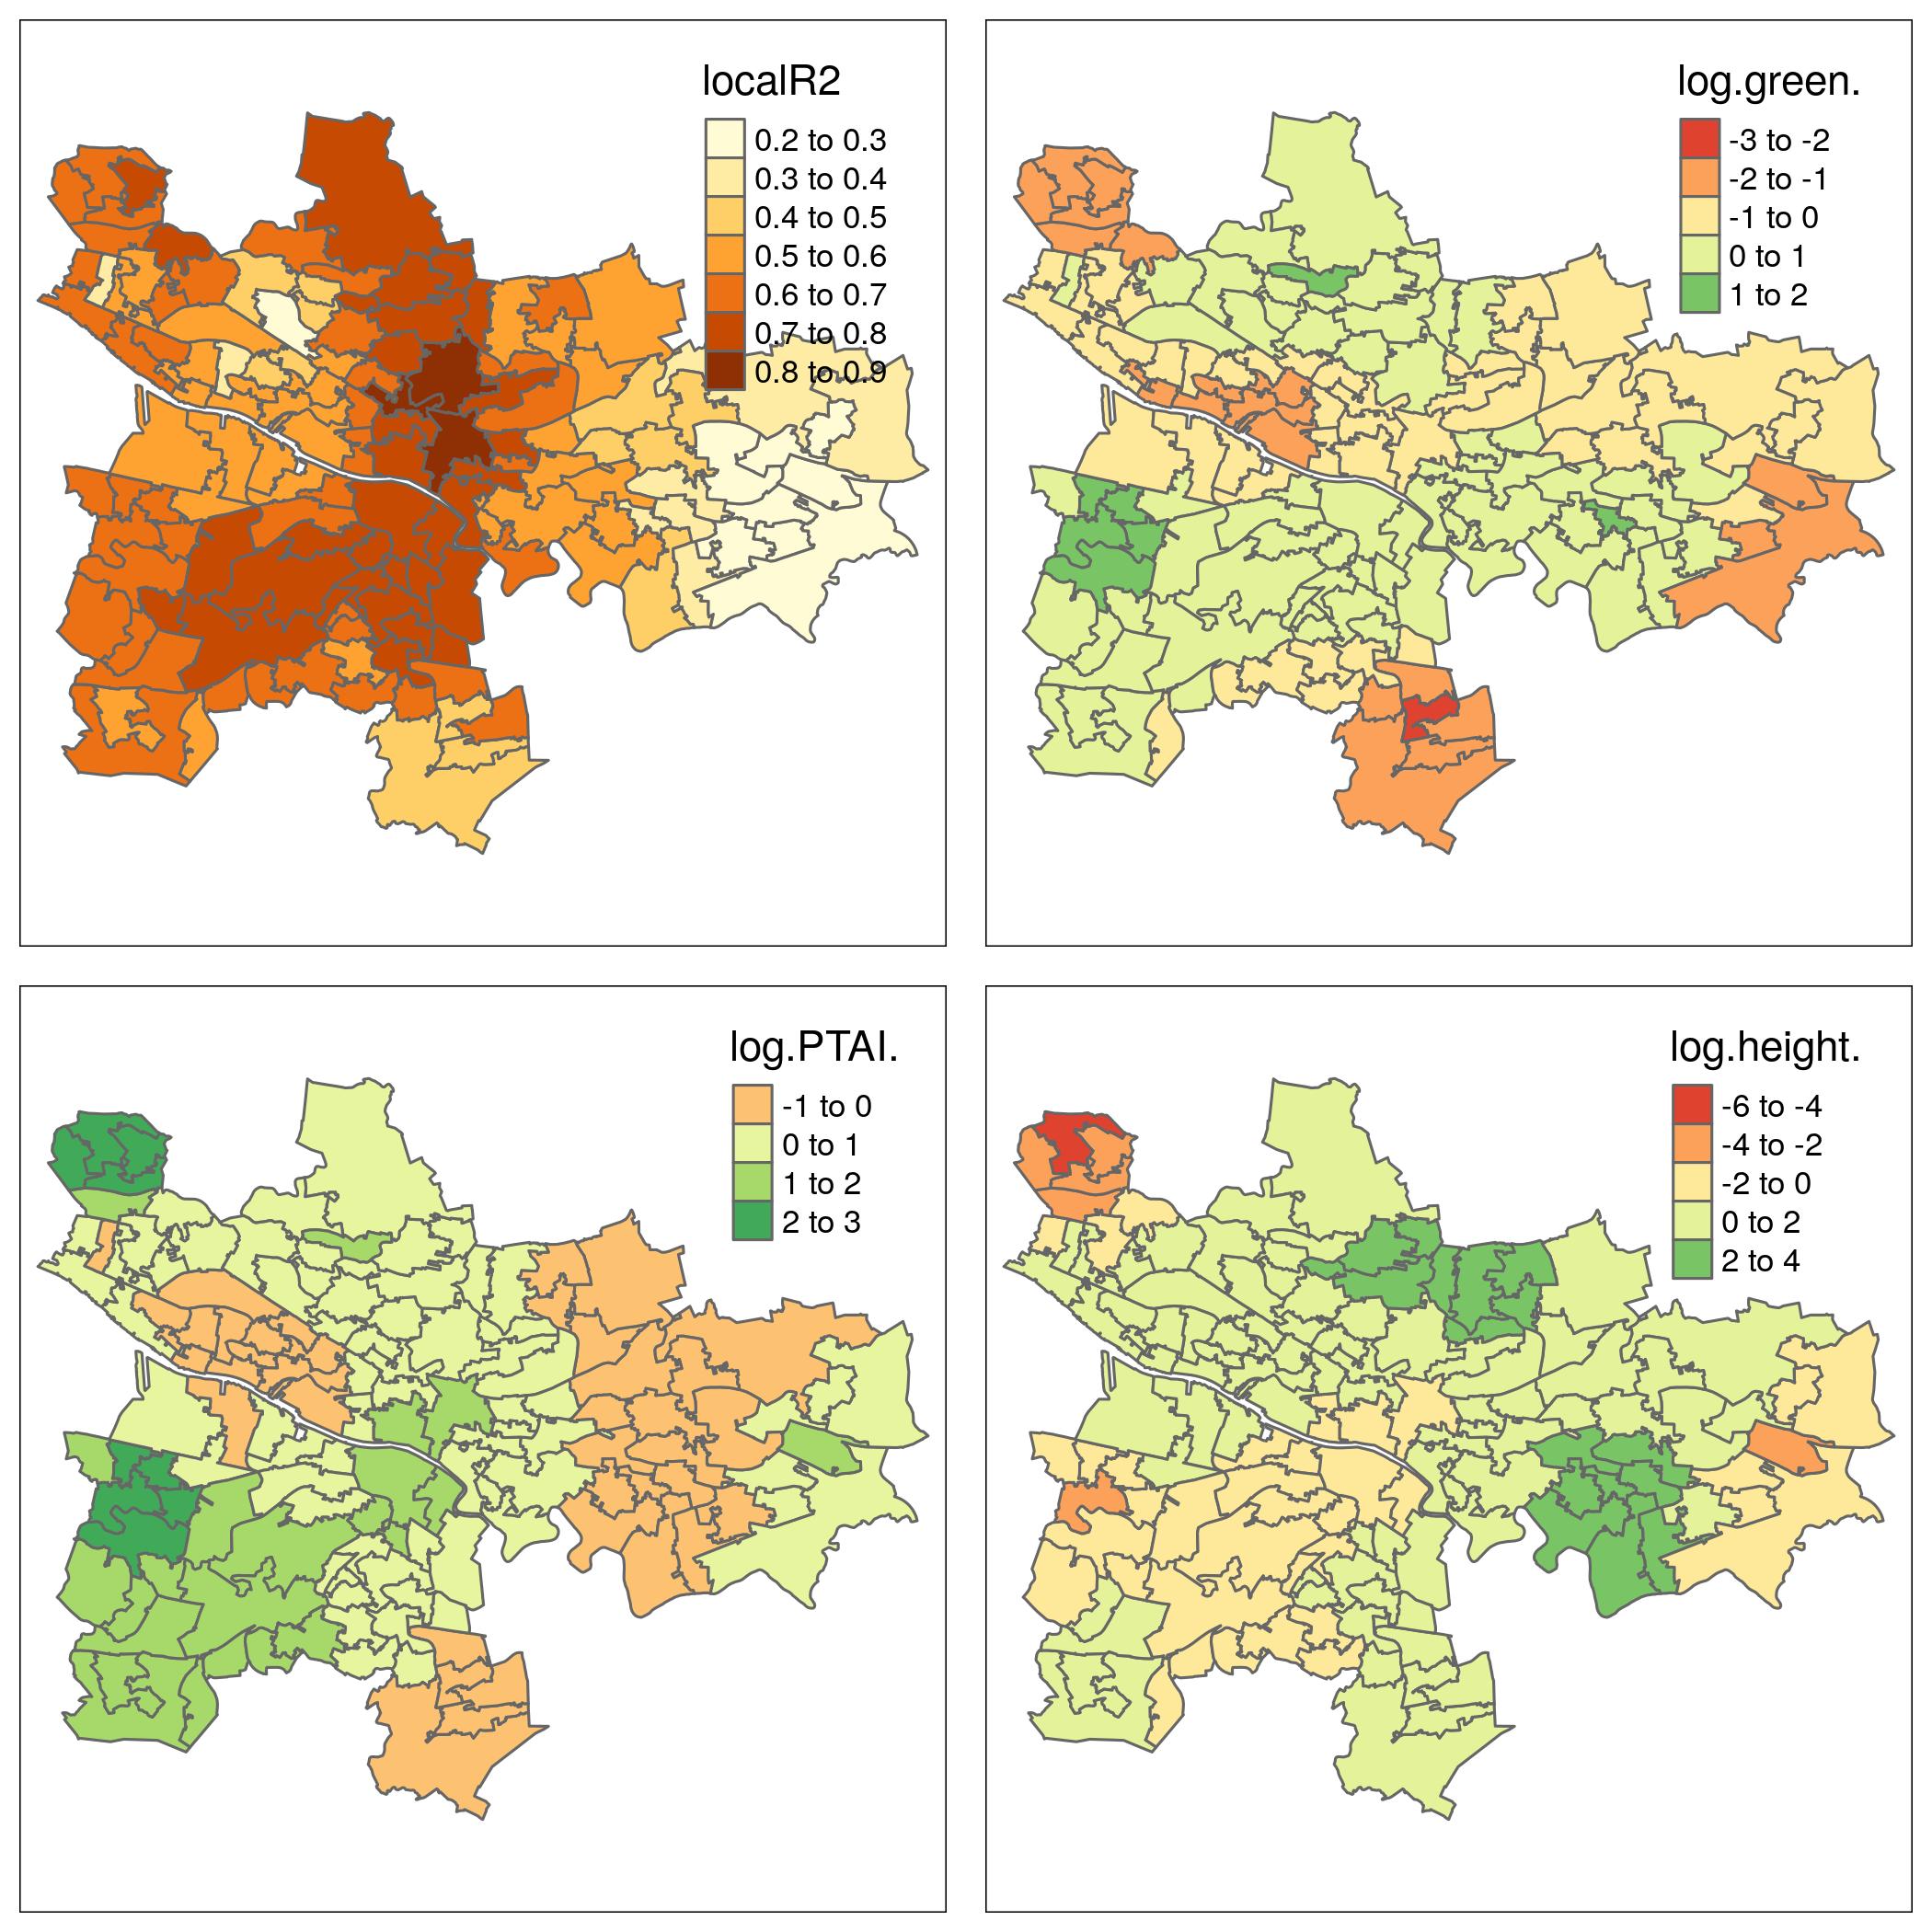 localR2
0.2 to 0.3
0.3 to 0.4
0.4 to 0.5
0.5 to 0.6
0.6 to 0.7
0.7 to 0.8
0.8 to 0.9
log.green.
-3 to -2
-2 to -1
-1 to 0
0 to 1
1 to 2
log.PTAI.
-1 to 0
0 to 1
1 to 2
2 to 3
log.height.
-6 to -4
-4 to -2
-2 to 0
0 to 2
2 to 4